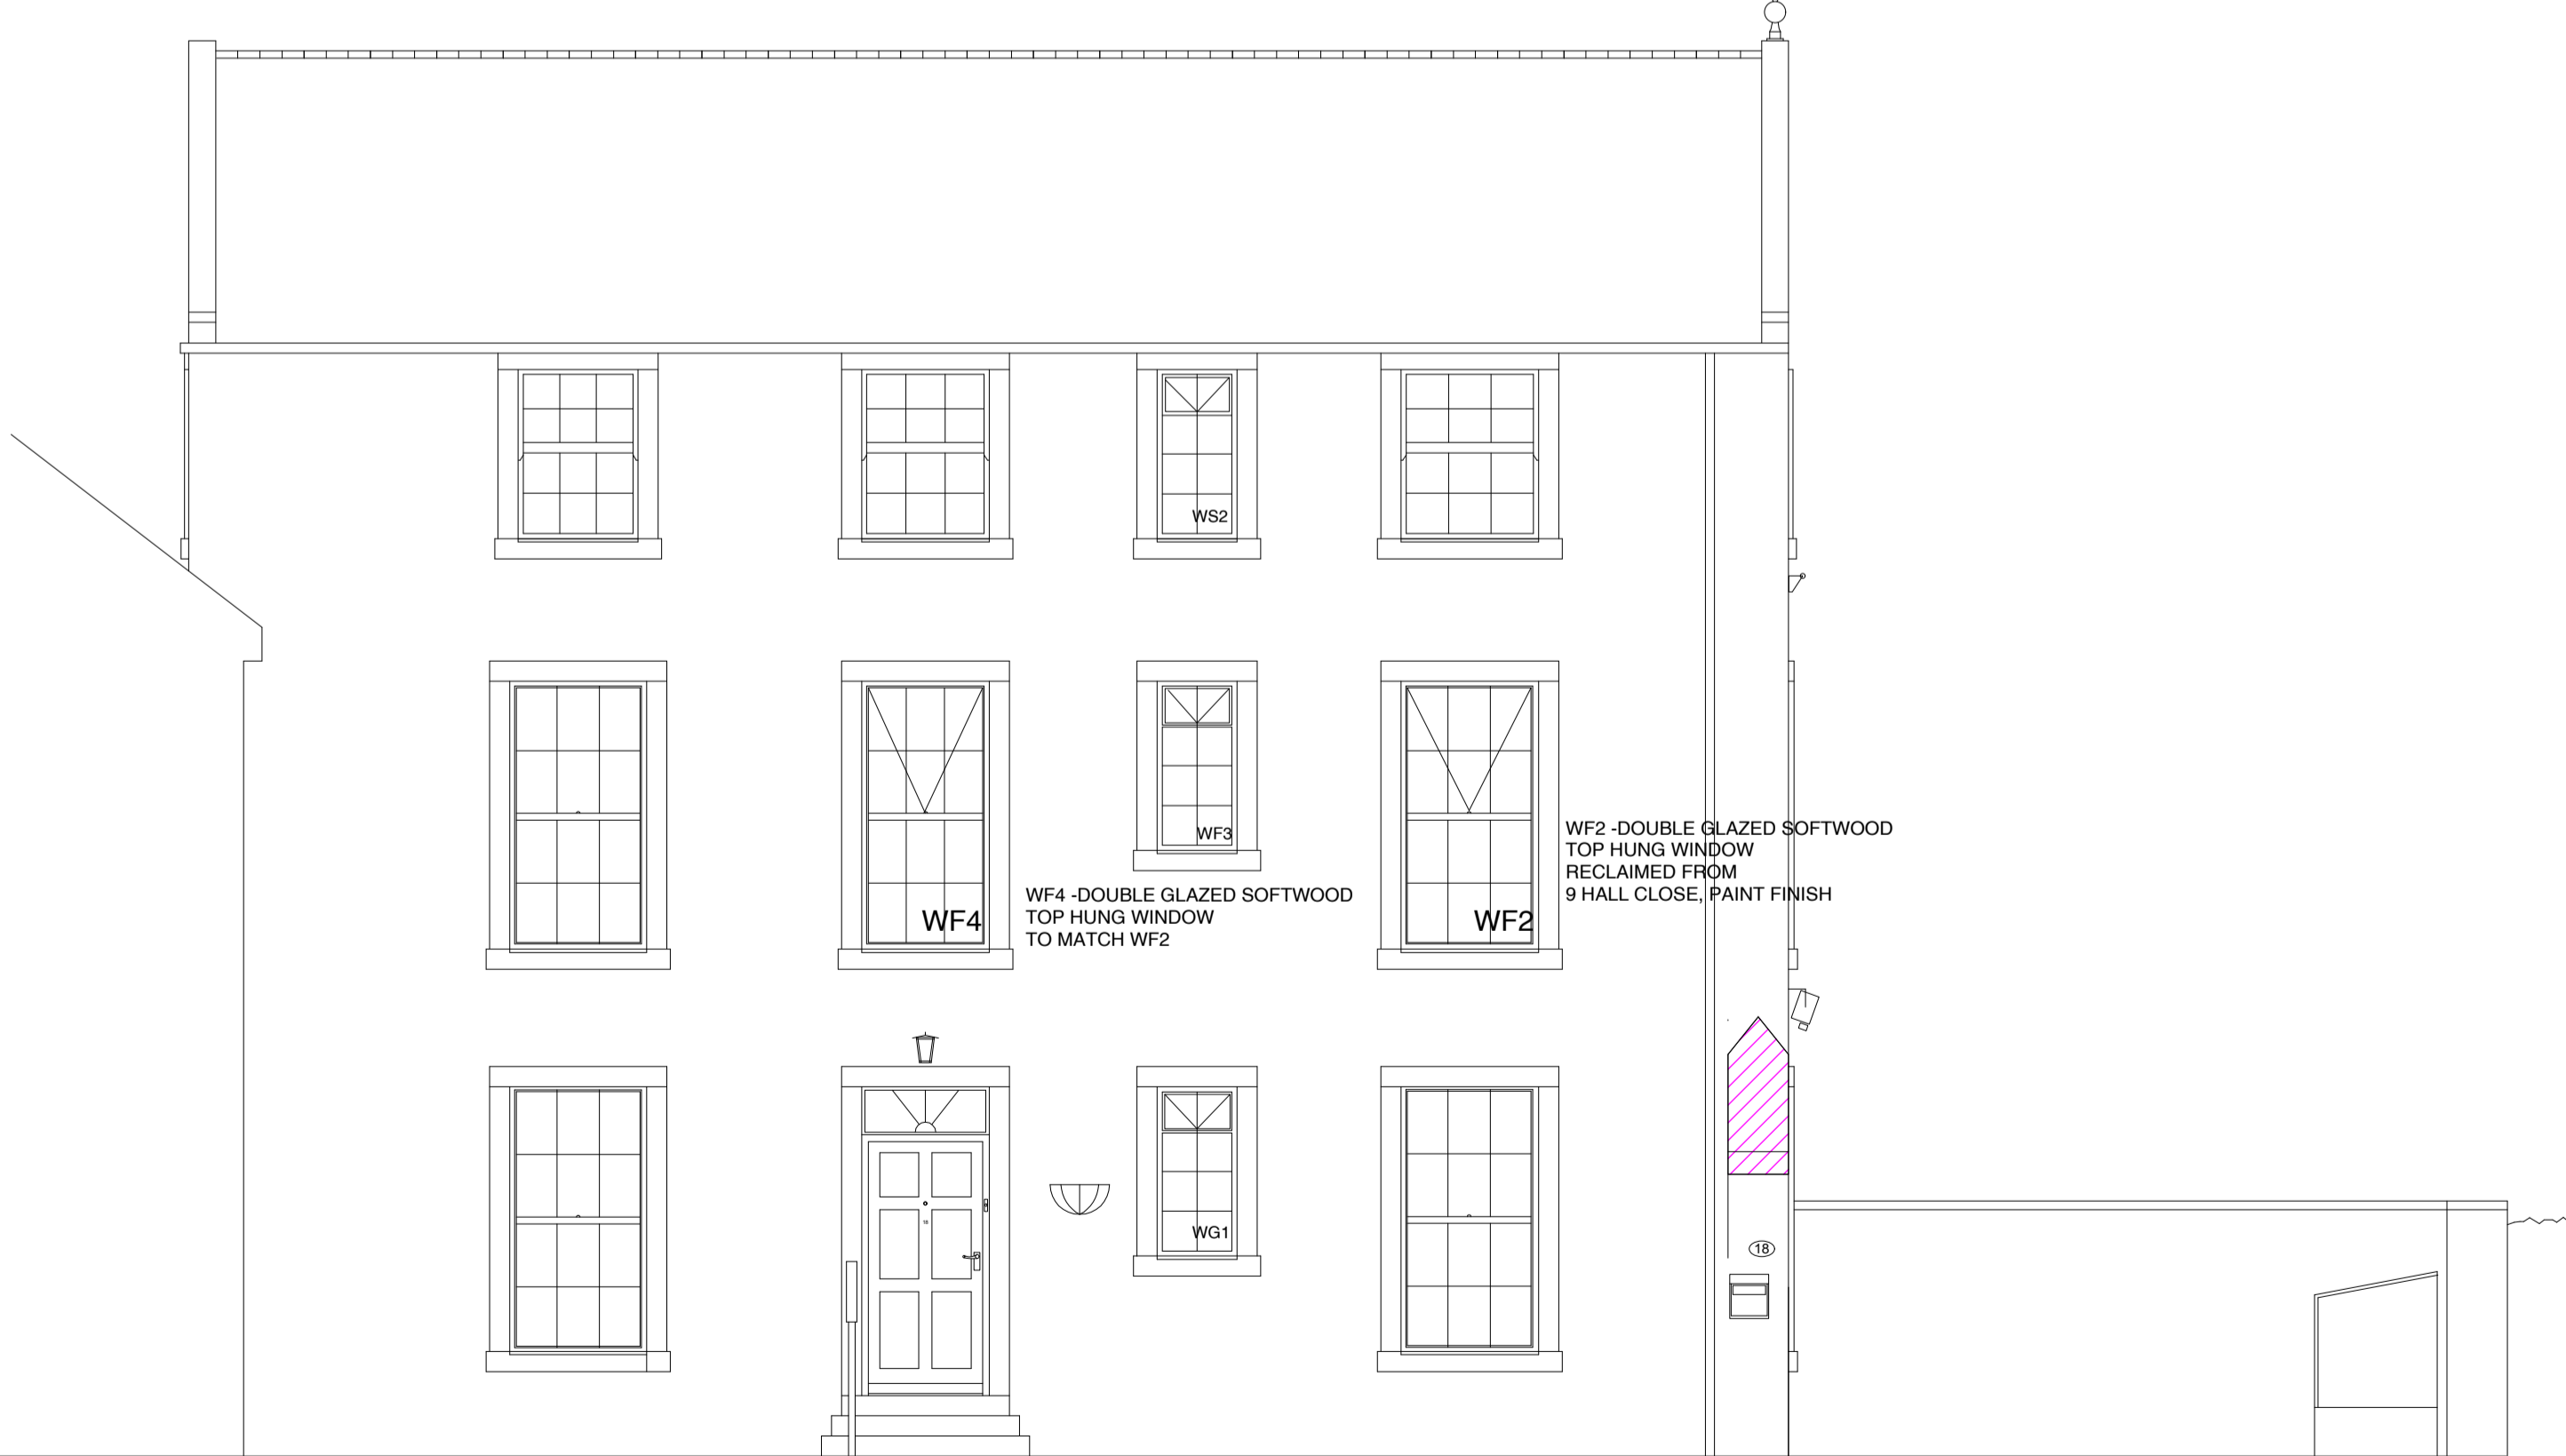 WS2
WF3
WF2 -DOUBLE GLAZED SOFTWOOD
TOP HUNG WINDOW
RECLAIMED FROM
9 HALL CLOSE, PAINT FINISH
WF4 -DOUBLE GLAZED SOFTWOOD
TOP HUNG WINDOW
TO MATCH WF2
WF4
WF2
18
WG1
18